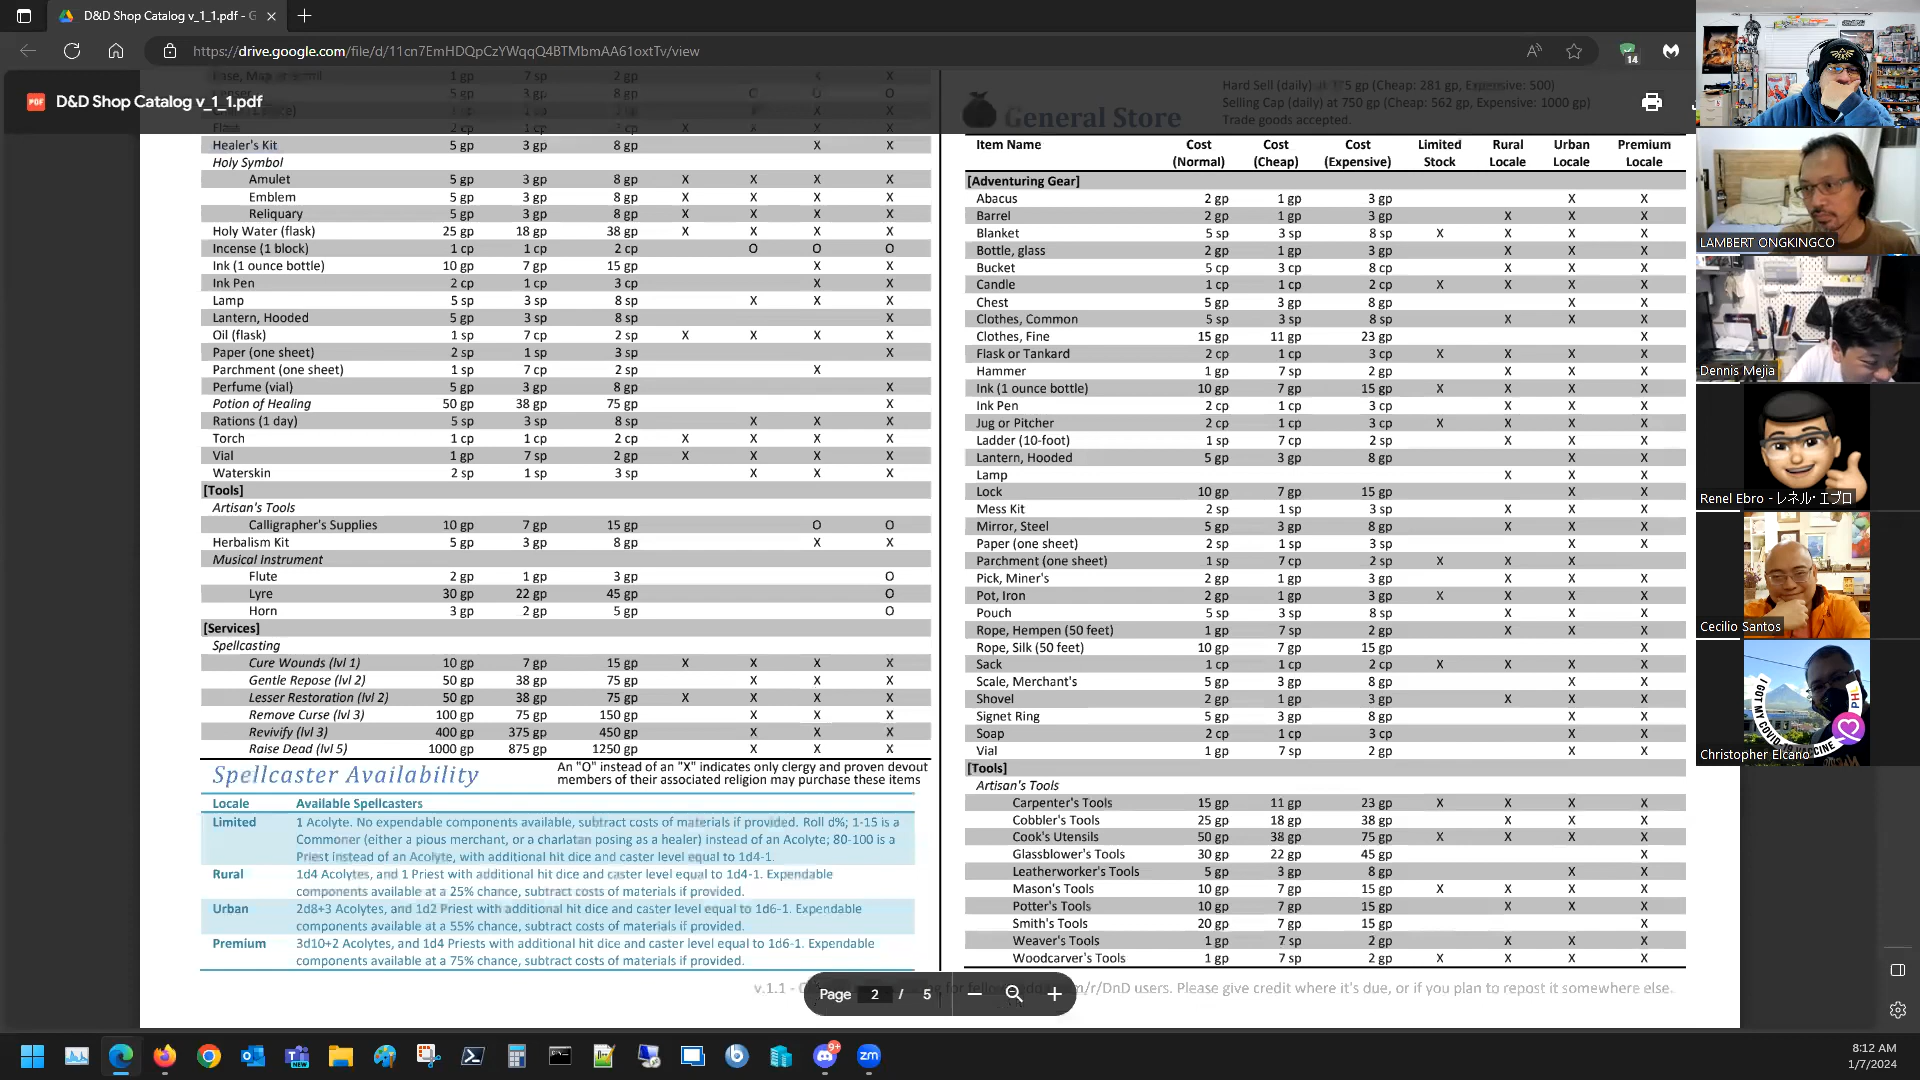 D&D Shop Catalog v_1_1.pdf - G
https://drive.google.com/file/d/11cn7EmHDQpCzYWqqQ4BTMbmAA61oxtTv/view
14
PDF D&D Shop Catalog v_1_1.pdf
1 gp 7 sp 2 gp X
5 gp 3 gp 8 gp O O O
Flask 2 cp 1 cp 3 cp X X X X
Healer's Kit 5 gp 3 gp 8 gp X X
Holy Symbol
Amulet 5 gp 3 gp 8 gp X X X X
Emblem 5 gp 3 gp 8 gp X X X X
Reliquary 5 gp 3 gp 8 gp X X X X
Holy Water (flask) 25 gp 18 gp 38 gp X X X X
Incense (1 block) 1 cp 1 cp 2 cp O O O
Ink (1 ounce bottle) 10 gp 7 gp 15 gp X X
Ink Pen 2 cp 1 cp 3 cp X X
Lamp 5 sp 3 sp 8 sp X X X
Lantern, Hooded 5 gp 3 sp 8 sp X
Oil (flask) 1 sp 7 cp 2 sp X X X X
Paper (one sheet) 2 sp 1 sp 3 sp X
Parchment (one sheet) 1 sp 7 cp 2 sp X
Perfume (vial) 5 gp 3 gp 8 gp X
Potion of Healing 50 gp 38 gp 75 gp X
Rations (1 day) 5 sp 3 sp 8 sp X X X
Torch 1 cp 1 cp 2 cp X X X X
Vial 1 gp 7 sp 2 gp X X X X
Waterskin 2 sp 1 sp 3 sp X X X
[Tools]
Artisan's Tools
Calligrapher's Supplies 10 gp 7 gp 15 gp O O
Herbalism Kit 5 gp 3 gp 8 gp X X
Musical Instrument
Flute 2 gp 1 gp 3 gp O
Lyre 30 gp 22 gp 45 gp O
Horn 3 gp 2 gp 5 gp O
[Services]
Spellcasting
Cure Wounds (lvl 1) 10 gp 7 gp 15 gp X X X X
Gentle Repose (lvl 2) 50 gp 38 gp 75 gp X X X
Lesser Restoration (lvl 2) 50 gp 38 gp 75 gp X X X X
Remove Curse (lvl 3) 100 gp 75 gp 150 gp X X X
Revivify (lvl 3) 400 gp 375 gp 450 gp X X X
Raise Dead (lvl 5) 1000 gp 875 gp 1250 gp X X X
Spellcaster Availability
An "O" instead of an "X" indicates only clergy and proven devout
members of their associated religion may purchase these items
Locale Available Spellcasters
Limited 1 Acolyte. No expendable components available, subtract costs of materials if provided. Roll d%; 1-15 is a
Commoner (either a pious merchant, or a charlatan posing as a healer) instead of an Acolyte; 80-100 is a
Priest instead of an Acolyte, with additional hit dice and caster level equal to 1d4-1.
Rural 1d4 Acolytes, and 1 Priest with additional hit dice and caster level equal to 1d4-1. Expendable
components available at a 25% chance, subtract costs of materials if provided.
Urban 2d8+3 Acolytes, and 1d2 Priest with additional hit dice and caster level equal to 1d6-1. Expendable
components available at a 55% chance, subtract costs of materials if provided.
Premium 3d10+2 Acolytes, and 1d4 Priests with additional hit dice and caster level equal to 1d6-1. Expendable
components available at a 75% chance, subtract costs of materials if provided.
General Store
Hard Sell (daily) at 375 gp (Cheap: 281 gp, Expensive: 500)
Selling Cap (daily) at 750 gp (Cheap: 562 gp, Expensive: 1000 gp)
Trade goods accepted.
Item Name Cost (Normal) Cost (Cheap) Cost (Expensive) Limited Stock Rural Locale Urban Locale Premium Locale
[Adventuring Gear]
Abacus 2 gp 1 gp 3 gp X X
Barrel 2 gp 1 gp 3 gp X X X
Blanket 5 sp 3 sp 8 sp X X X X
Bottle, glass 2 gp 1 gp 3 gp X X X
Bucket 5 cp 3 cp 8 cp X X X
Candle 1 cp 1 cp 2 cp X X X X
Chest 5 gp 3 gp 8 gp X X
Clothes, Common 5 sp 3 sp 8 sp X X X
Clothes, Fine 15 gp 11 gp 23 gp X
Flask or Tankard 2 cp 1 cp 3 cp X X X X
Hammer 1 gp 7 sp 2 gp X X X
Ink (1 ounce bottle) 10 gp 7 gp 15 gp X X X X
Ink Pen 2 cp 1 cp 3 cp X X X
Jug or Pitcher 2 cp 1 cp 3 cp X X X X
Ladder (10-foot) 1 sp 7 cp 2 sp X X X
Lantern, Hooded 5 gp 3 gp 8 gp X X
Lamp X X X
Lock 10 gp 7 gp 15 gp X X
Mess Kit 2 sp 1 sp 3 sp X X X
Mirror, Steel 5 gp 3 gp 8 gp X X X
Paper (one sheet) 2 sp 1 sp 3 sp X X
Parchment (one sheet) 1 sp 7 cp 2 sp X X X
Pick, Miner's 2 gp 1 gp 3 gp X X X
Pot, Iron 2 gp 1 gp 3 gp X X X X
Pouch 5 sp 3 sp 8 sp X X X
Rope, Hempen (50 feet) 1 gp 7 sp 2 gp X X X
Rope, Silk (50 feet) 10 gp 7 gp 15 gp X
Sack 1 cp 1 cp 2 cp X X X X
Scale, Merchant's 5 gp 3 gp 8 gp X X
Shovel 2 gp 1 gp 3 gp X X X
Signet Ring 5 gp 3 gp 8 gp X X
Soap 2 cp 1 cp 3 cp X X
Vial 1 gp 7 sp 2 gp X X
[Tools]
Artisan's Tools
Carpenter's Tools 15 gp 11 gp 23 gp X X X X
Cobbler's Tools 25 gp 18 gp 38 gp X X X
Cook's Utensils 50 gp 38 gp 75 gp X X X X
Glassblower's Tools 30 gp 22 gp 45 gp X
Leatherworker's Tools 5 gp 3 gp 8 gp X X
Mason's Tools 10 gp 7 gp 15 gp X X X X
Potter's Tools 10 gp 7 gp 15 gp X X X
Smith's Tools 20 gp 7 gp 15 gp X
Weaver's Tools 1 gp 7 sp 2 gp X X X
Woodcarver's Tools 1 gp 7 sp 2 gp X X X X
v.1.1 - m/r/DnD users. Please give credit where it's due, or if you plan to repost it somewhere else.
Page 2 / 5
LAMBERT ONGKINGCO
Dennis Mejia
Renel Ebro - レネル・エブロ
Cecilio Santos
I GOT MY COVID-19 VACCINE
PHL
Christopher Elcano
NEW
9+
zm
8:12 AM
1/7/2024